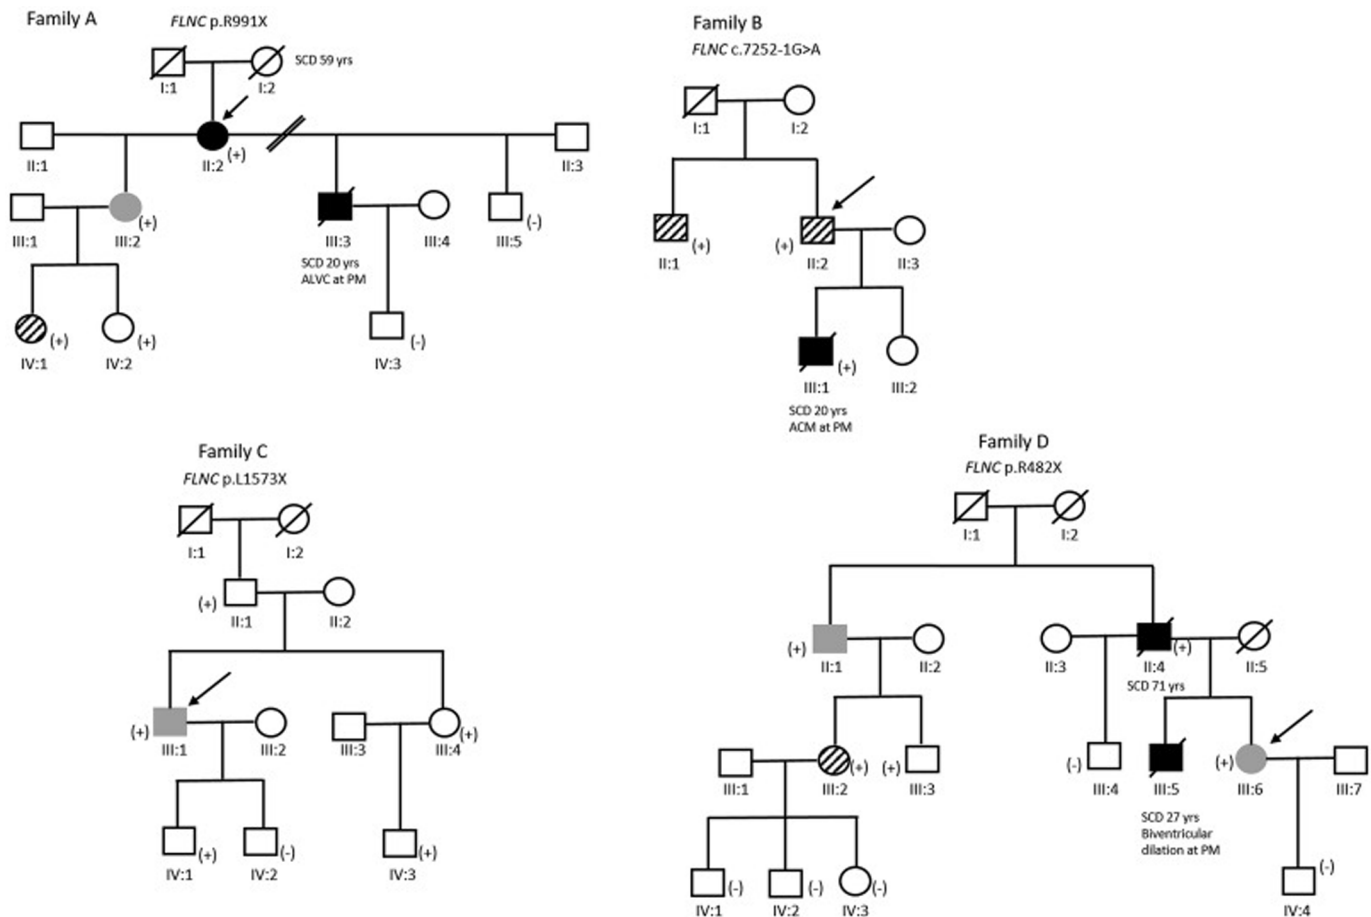 Family A
FLNC p.R991X
SCD 59 yrs
I:1
I:2
II:1
II:2
(+)
II:3
III:1
III:2
(+)
III:3
SCD 20 yrs
ALVC at PM
III:4
III:5
(-)
IV:1
(+)
IV:2
(+)
IV:3
(-)
Family B
FLNC c.7252-1G>A
I:1
I:2
II:1
(+)
(+)
II:2
II:3
III:1
(+)
SCD 20 yrs
ACM at PM
III:2
Family C
FLNC p.L1573X
I:1
I:2
(+)
II:1
II:2
(+)
III:1
III:2
III:3
III:4
(+)
IV:1
(+)
IV:2
(-)
IV:3
(+)
Family D
FLNC p.R482X
I:1
I:2
(+)
II:1
II:2
II:3
II:4
(+)
SCD 71 yrs
II:5
III:1
III:2
(+)
(+)
III:3
(-)
III:4
III:5
SCD 27 yrs
Biventricular
dilation at PM
(+)
III:6
III:7
IV:1
(-)
IV:2
(-)
IV:3
(-)
IV:4
(-)